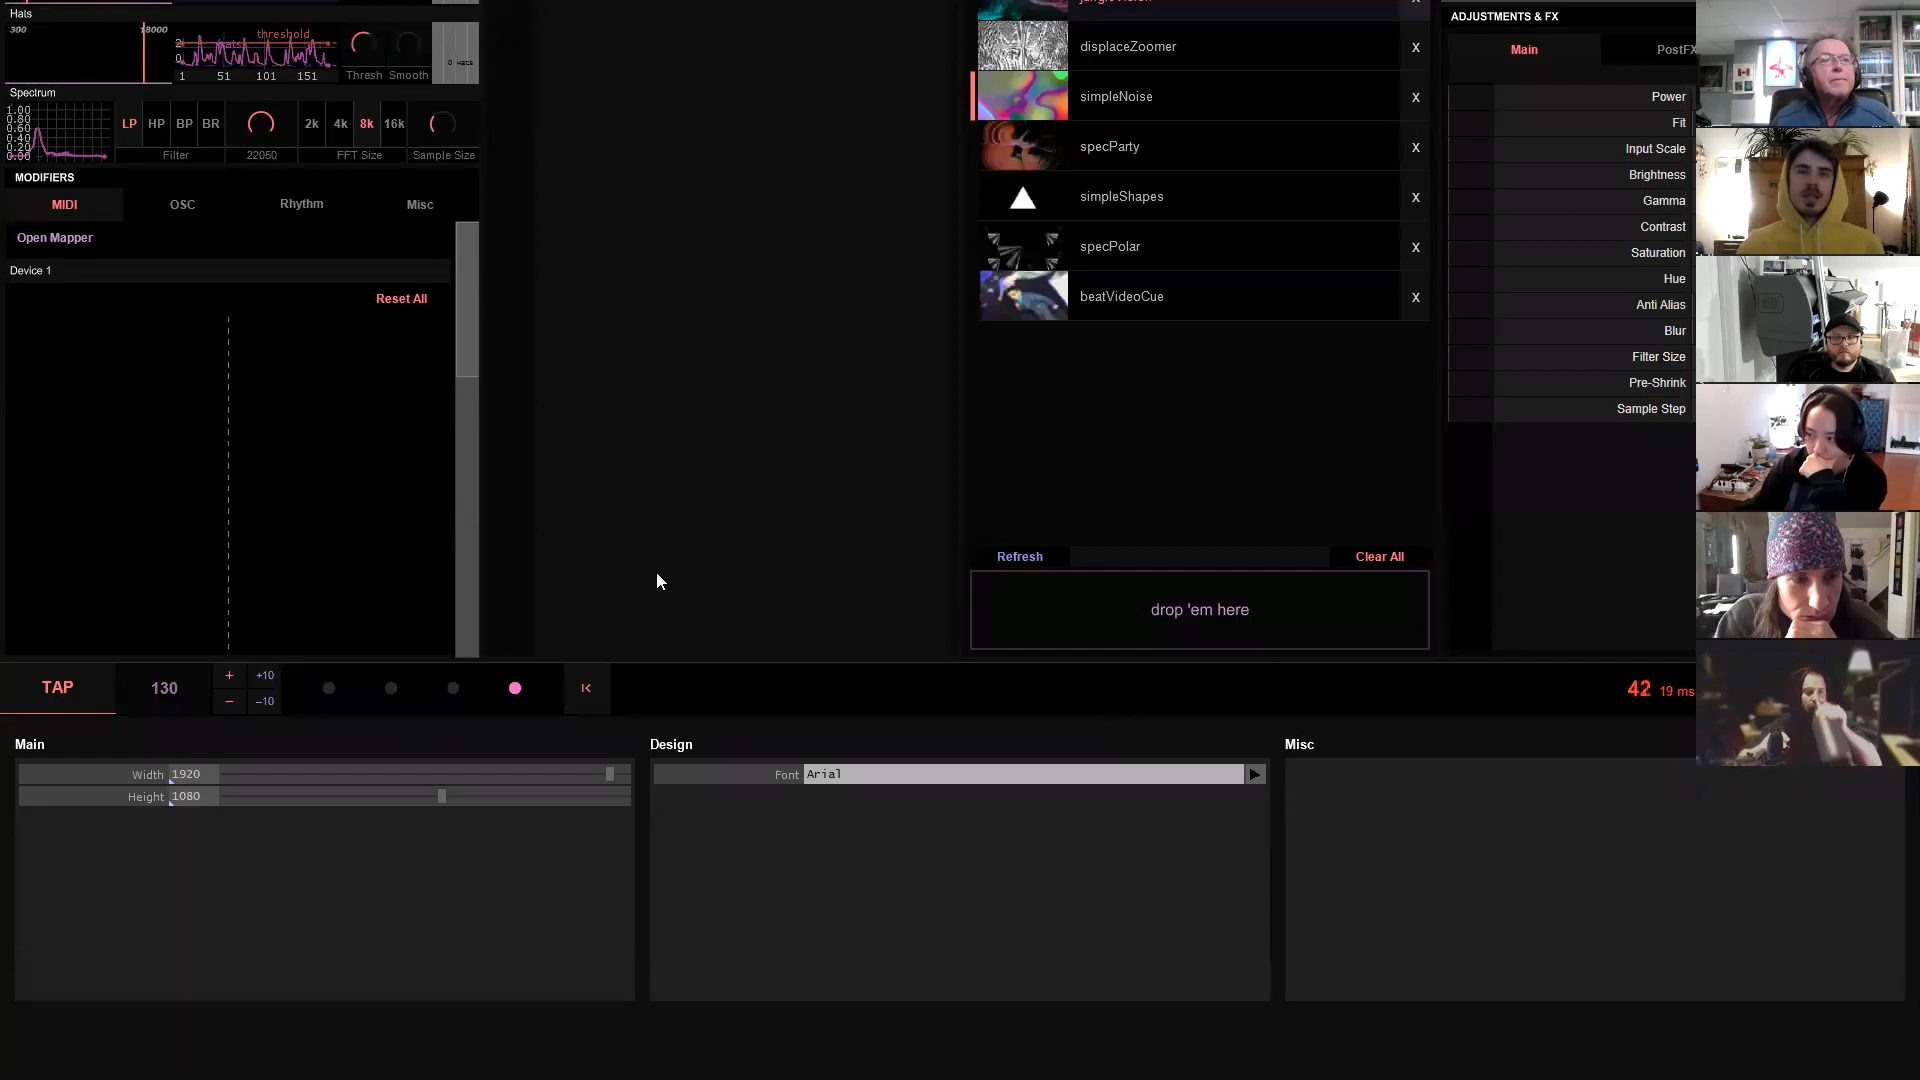 Hats
300
18000
threshold
2
0
1 51 101 151
Thresh
Smooth
0 Hats
Spectrum
1.00
0.80
0.60
0.40
0.20
0.00
LP HP BP BR
Filter
22050
2k 4k 8k 16k
FFT Size
Sample Size
MODIFIERS
MIDI OSC Rhythm Misc
Open Mapper
Device 1
Reset All
displaceZoomer X
simpleNoise X
specParty X
simpleShapes X
specPolar X
beatVideoCue X
Refresh
Clear All
drop 'em here
ADJUSTMENTS & FX
Main PostFX
Power
Fit
Input Scale
Brightness
Gamma
Contrast
Saturation
Hue
Anti Alias
Blur
Filter Size
Pre-Shrink
Sample Step
TAP
130
+ +10
– –10
42 19 ms
Main
Width 1920
Height 1080
Design
Font Arial
Misc